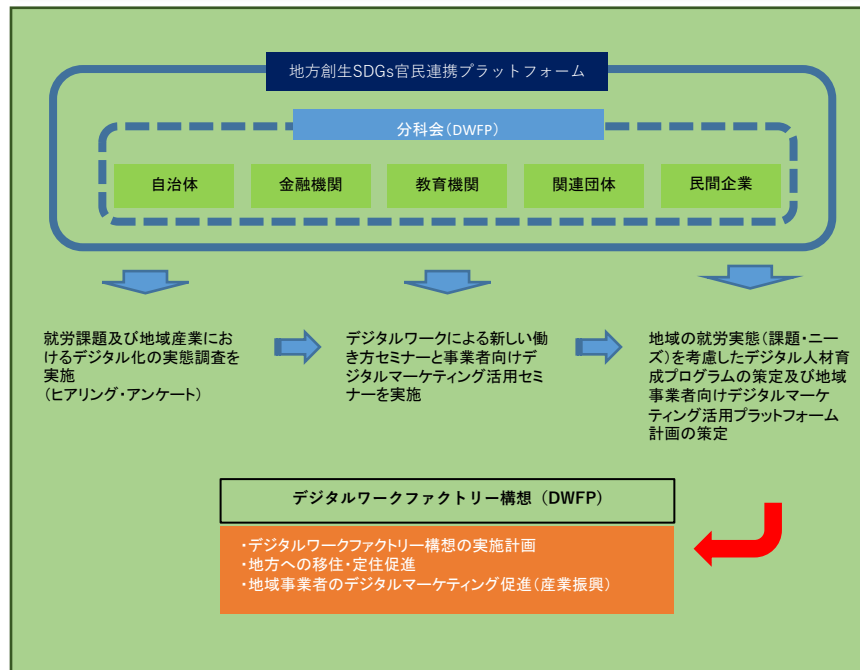 地方創生SDGs官民連携プラットフォーム
分科会(DWFP)
自治体
金融機関
教育機関
関連団体
民間企業
就労課題及び地域産業にお
けるデジタル化の実態調査を
実施
(ヒアリング・アンケート)
デジタルワークによる新しい働
き方セミナーと事業者向けデ
ジタルマーケティング活用セミ
ナーを実施
地域の就労実態(課題・ニー
ズ)を考慮したデジタル人材育
成プログラムの策定及び地域
事業者向けデジタルマーケ
ティング活用プラットフォーム
計画の策定
デジタルワークファクトリー構想（DWFP）
・デジタルワークファクトリー構想の実施計画
・地方への移住・定住促進
・地域事業者のデジタルマーケティング促進(産業振興)